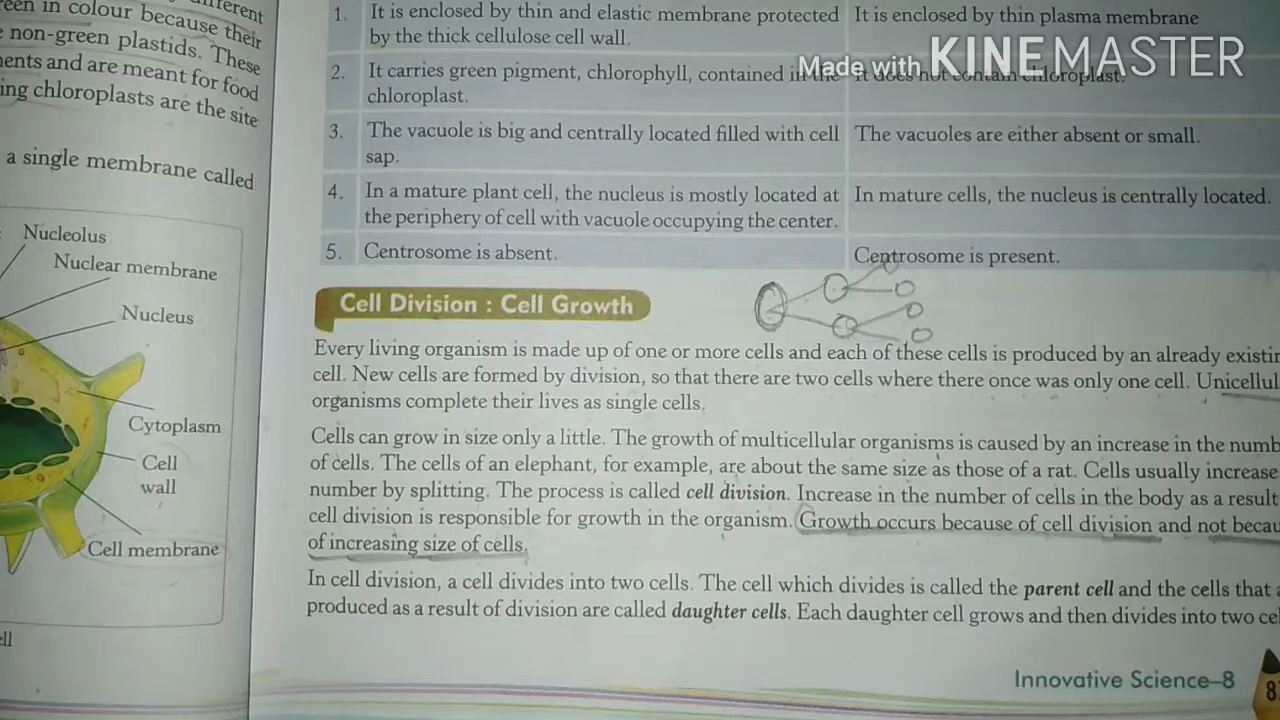 fferent
een in colour because their
non-green plastids. These
ents and are meant for food
ing chloroplasts are the site
a single membrane called
Nucleolus
Nuclear membrane
Nucleus
Cytoplasm
Cell
wall
Cell membrane
ell
1. It is enclosed by thin and elastic membrane protected It is enclosed by thin plasma membrane
by the thick cellulose cell wall.
Made with KINEMASTER
2. It carries green pigment, chlorophyll, contained in the It does not contain chloroplast.
chloroplast.
3. The vacuole is big and centrally located filled with cell The vacuoles are either absent or small.
sap.
4. In a mature plant cell, the nucleus is mostly located at In mature cells, the nucleus is centrally located.
the periphery of cell with vacuole occupying the center.
5. Centrosome is absent. Centrosome is present.
Cell Division : Cell Growth
Every living organism is made up of one or more cells and each of these cells is produced by an already existin
cell. New cells are formed by division, so that there are two cells where there once was only one cell. Unicellul
organisms complete their lives as single cells.
Cells can grow in size only a little. The growth of multicellular organisms is caused by an increase in the numb
of cells. The cells of an elephant, for example, are about the same size as those of a rat. Cells usually increase
number by splitting. The process is called cell division. Increase in the number of cells in the body as a result
cell division is responsible for growth in the organism. Growth occurs because of cell division and not becau
of increasing size of cells.
In cell division, a cell divides into two cells. The cell which divides is called the parent cell and the cells that a
produced as a result of division are called daughter cells. Each daughter cell grows and then divides into two cel
Innovative Science–8
8